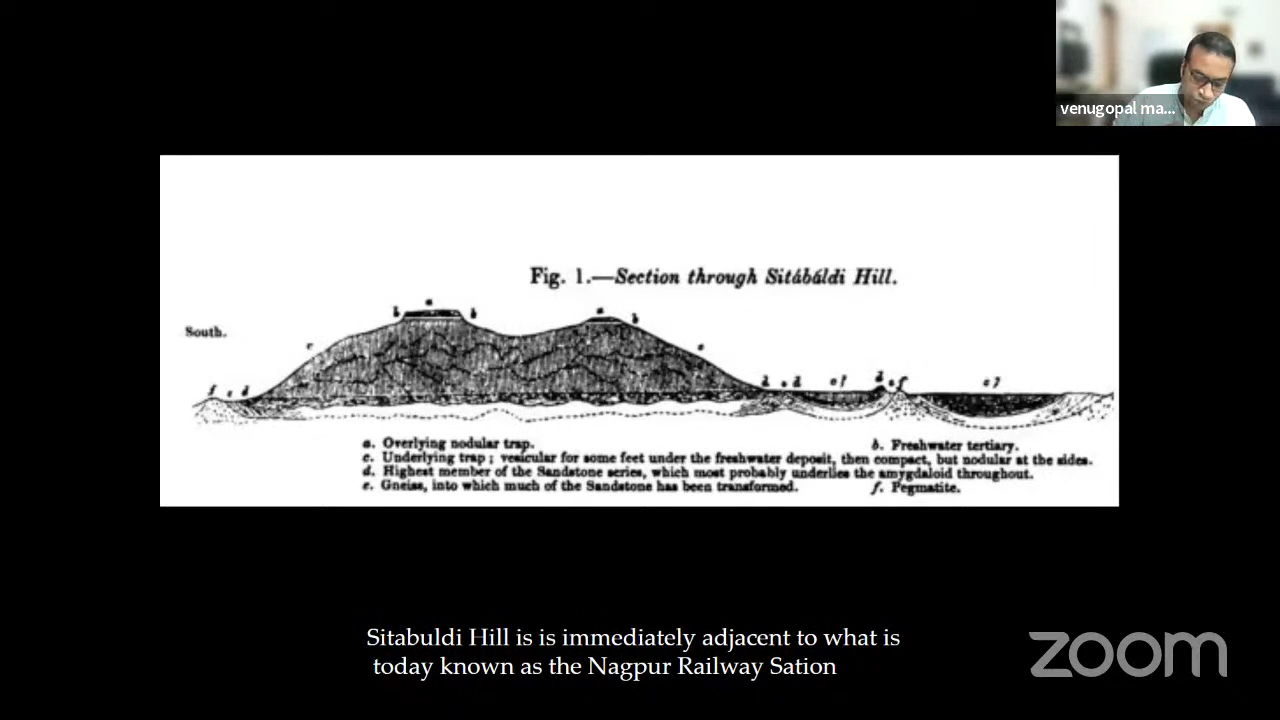 venugopal ma...
Fig. 1.—Section through Sitábáldi Hill.
a
b
b
a
b
South.
c
c
f
d
d
d
c?
d
f
c?
a. Overlying nodular trap.
b. Freshwater tertiary.
c. Underlying trap; vesicular for some feet under the freshwater deposit, then compact, but nodular at the sides.
d. Highest member of the Sandstone series, which most probably underlies the amygdaloid throughout.
e. Gneiss, into which much of the Sandstone has been transformed.
f. Pegmatite.
Sitabuldi Hill is is immediately adjacent to what is
today known as the Nagpur Railway Sation
zoom